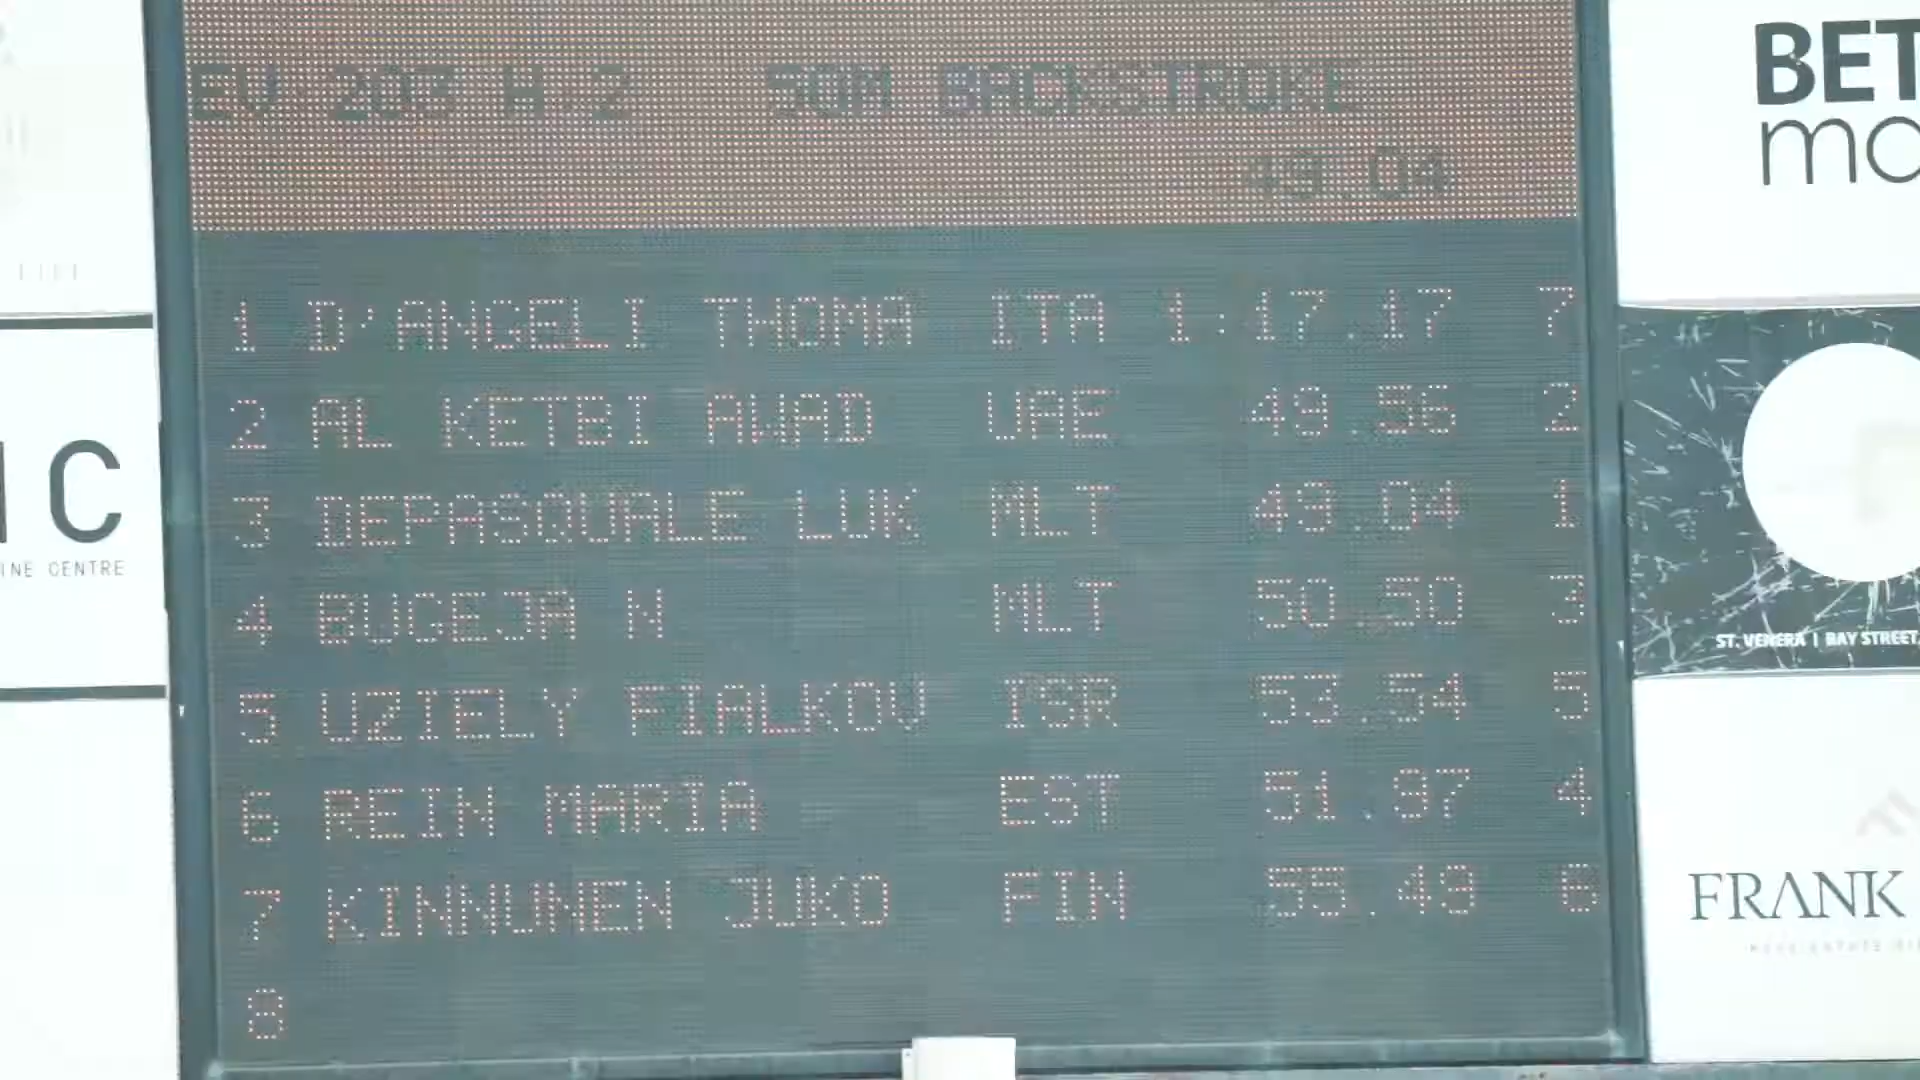 EV 203 H.2 50M BACKSTROKE
49.04
1 D'ANGELI THOMA ITA 1:17.17 7
2 AL KETBI AWAD UAE 49.56 2
3 DEPASQUALE LUK MLT 49.04 1
4 BUGEJA N MLT 50.50 3
5 UZIELY FIALKOV ISR 53.54 5
6 REIN MARIA EST 51.97 4
7 KINNUNEN JUKO FIN 55.49 6
8
BET
mo
ST. VENERA | BAY STREET,
FRANK
IC
INE CENTRE